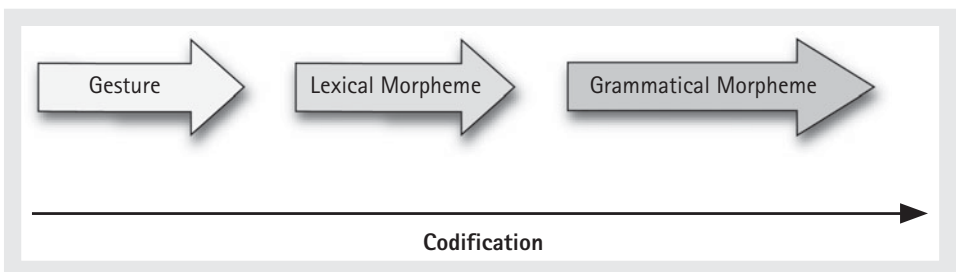 Gesture
Lexical Morpheme
Grammatical Morpheme
Codification